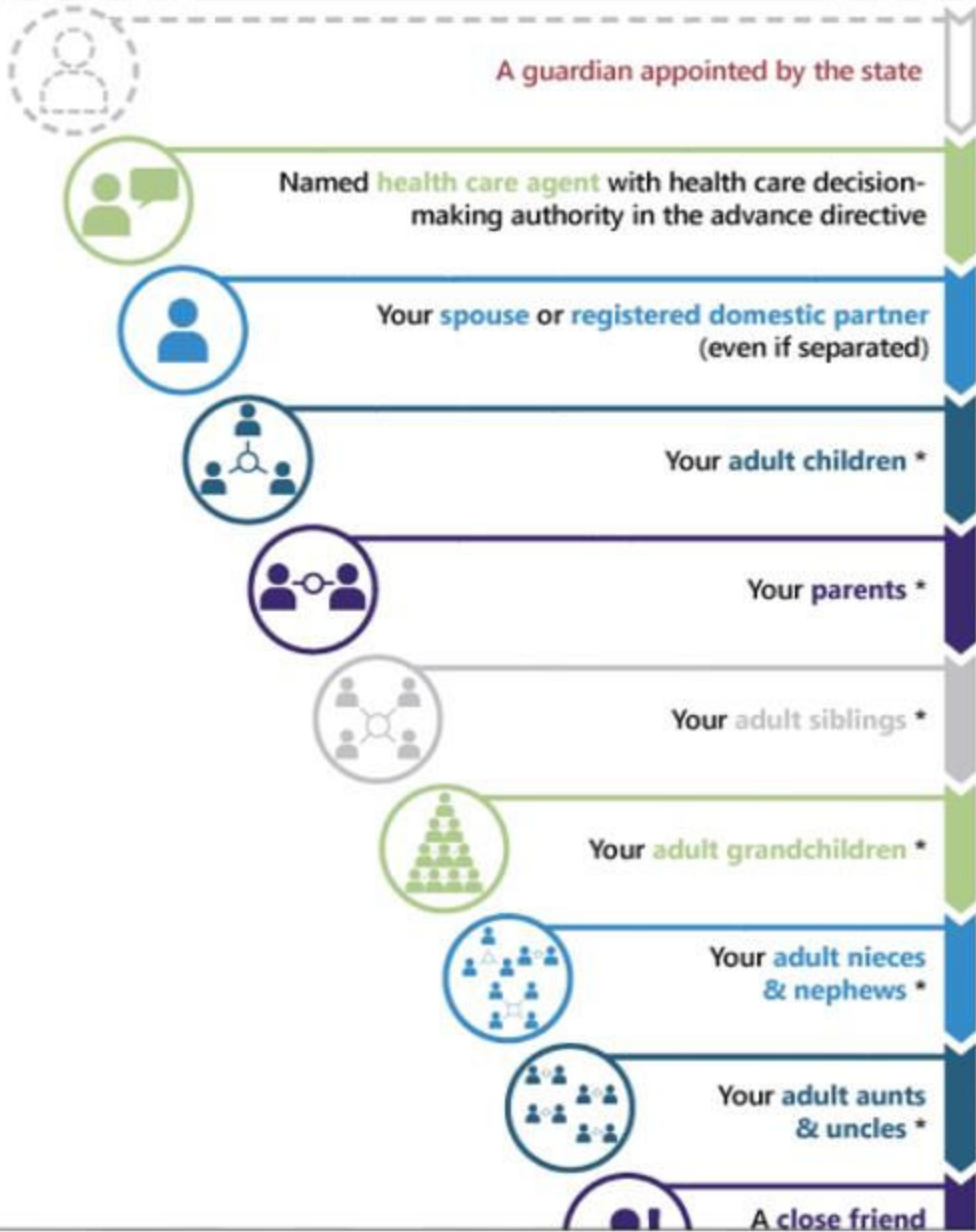 A guardian appointed by the state
Named health care agent with health care decision-
making authority in the advance directive
Your spouse or registered domestic partner
(even if separated)
Your adult children *
Your parents *
Your adult siblings *
Your adult grandchildren *
Your adult nieces
& nephews *
Your adult aunts
& uncles *
A close friend